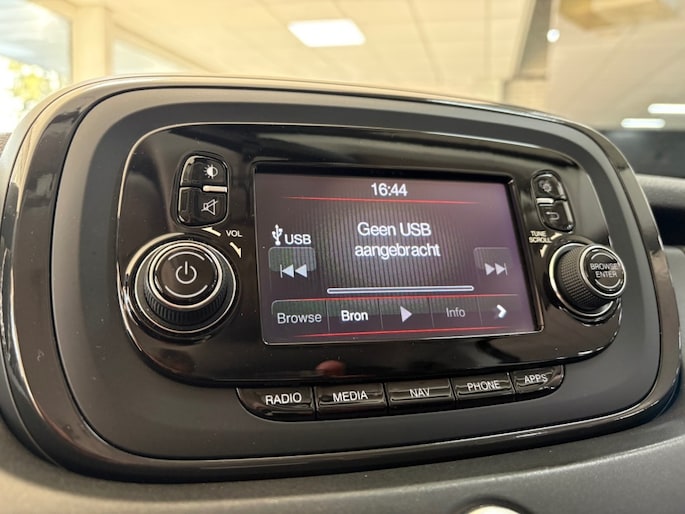 16:44
VOL
USB
Geen USB
aangebracht
TUNE
SCROLL
BROWSE
ENTER
Browse
Bron
Info
RADIO
MEDIA
NAV
PHONE
APPS